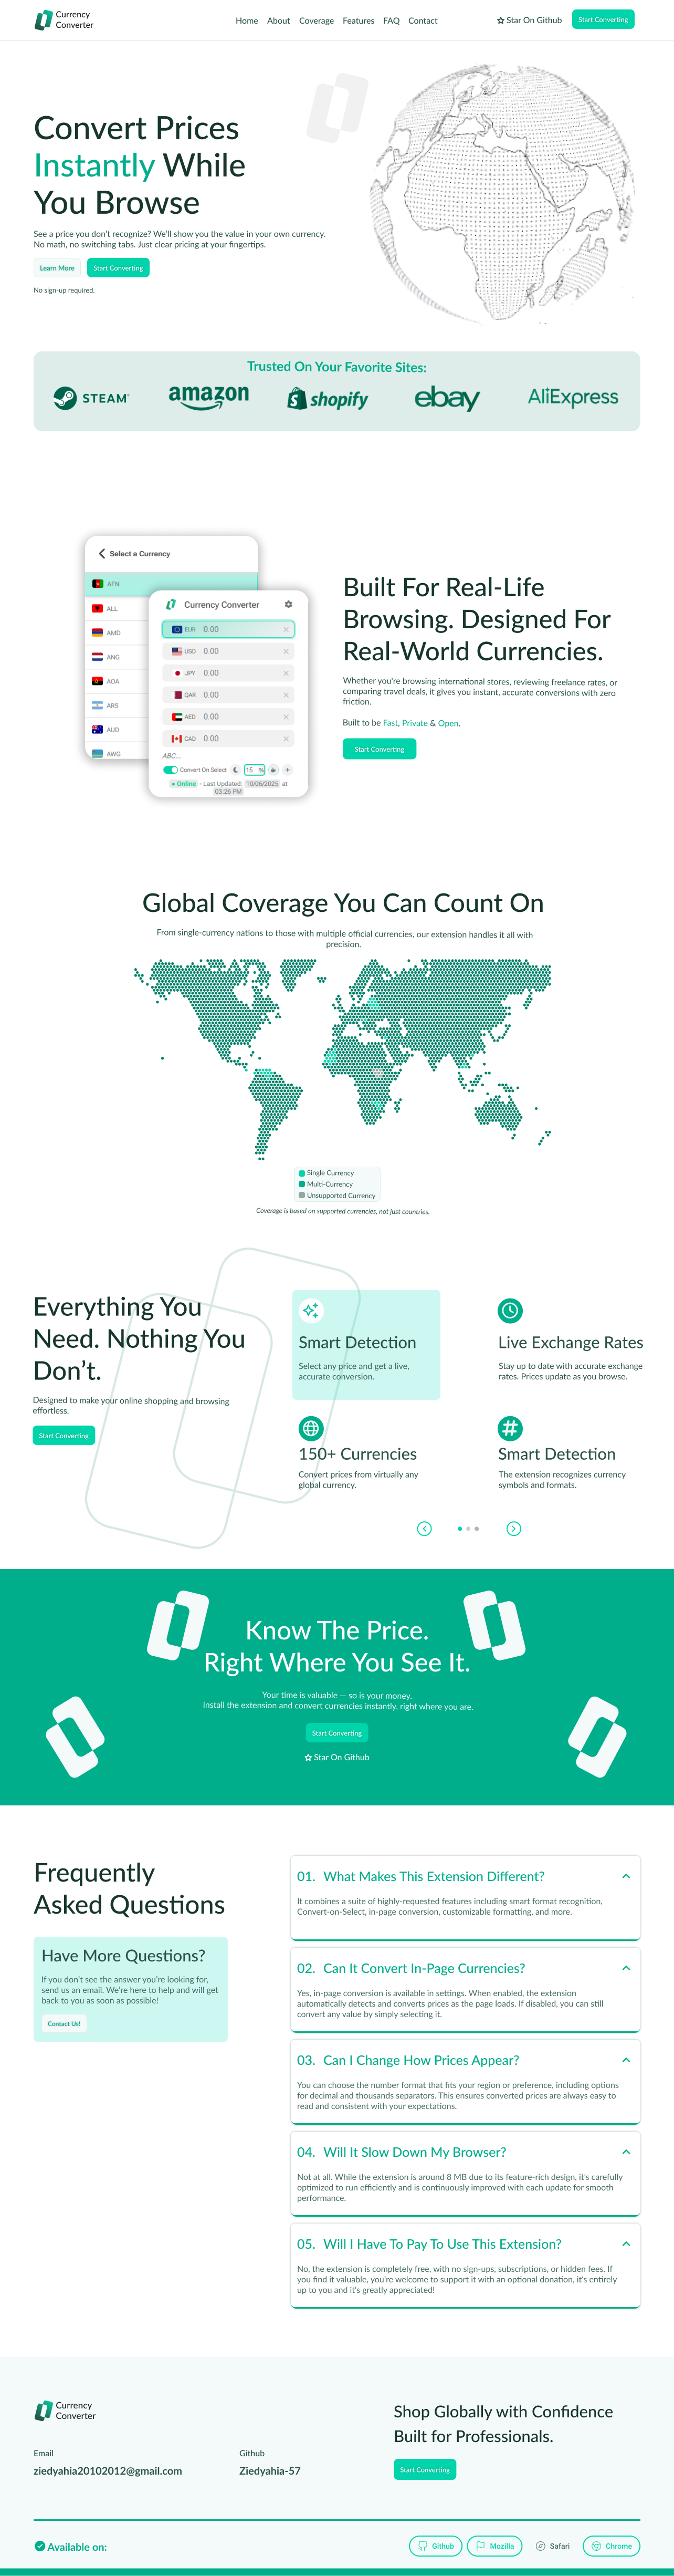 Currency
Converter
Home About Coverage Features FAQ Contact
Star On Github
Start Converting
Convert Prices
Instantly While
You Browse
See a price you don't recognize? We'll show you the value in your own currency.
No math, no switching tabs. Just clear pricing at your fingertips.
Learn More
Start Converting
No sign-up required.
Trusted On Your Favorite Sites:
STEAM
amazon
shopify
ebay
AliExpress
Select a Currency
AFN
ALL
AMD
ANG
AOA
ARS
AUD
AWG
Currency Converter
EUR 0.00
USD 0.00
JPY 0.00
QAR 0.00
AED 0.00
CAD 0.00
ABC...
Convert On Select
15 %
• Online - Last Updated: 10/06/2025 at
03:26 PM
Built For Real-Life
Browsing. Designed For
Real-World Currencies.
Whether you're browsing international stores, reviewing freelance rates, or
comparing travel deals, it gives you instant, accurate conversions with zero
friction.
Built to be Fast, Private & Open.
Start Converting
Global Coverage You Can Count On
From single-currency nations to those with multiple official currencies, our extension handles it all with
precision.
Single Currency
Multi-Currency
Unsupported Currency
Coverage is based on supported currencies, not just countries.
Everything You
Need. Nothing You
Don't.
Designed to make your online shopping and browsing
effortless.
Start Converting
Smart Detection
Select any price and get a live,
accurate conversion.
Live Exchange Rates
Stay up to date with accurate exchange
rates. Prices update as you browse.
150+ Currencies
Convert prices from virtually any
global currency.
Smart Detection
The extension recognizes currency
symbols and formats.
Know The Price.
Right Where You See It.
Your time is valuable — so is your money.
Install the extension and convert currencies instantly, right where you are.
Start Converting
Star On Github
Frequently
Asked Questions
Have More Questions?
If you don't see the answer you're looking for,
send us an email. We're here to help and will get
back to you as soon as possible!
Contact Us!
01. What Makes This Extension Different?
It combines a suite of highly-requested features including smart format recognition,
Convert-on-Select, in-page conversion, customizable formatting, and more.
02. Can It Convert In-Page Currencies?
Yes, in-page conversion is available in settings. When enabled, the extension
automatically detects and converts prices as the page loads. If disabled, you can still
convert any value by simply selecting it.
03. Can I Change How Prices Appear?
You can choose the number format that fits your region or preference, including options
for decimal and thousands separators. This ensures converted prices are always easy to
read and consistent with your expectations.
04. Will It Slow Down My Browser?
Not at all. While the extension is around 8 MB due to its feature-rich design, it's carefully
optimized to run efficiently and is continuously improved with each update for smooth
performance.
05. Will I Have To Pay To Use This Extension?
No, the extension is completely free, with no sign-ups, subscriptions, or hidden fees. If
you find it valuable, you're welcome to support it with an optional donation, it's entirely
up to you and it's greatly appreciated!
Currency
Converter
Email
ziedyahia20102012@gmail.com
Github
Ziedyahia-57
Shop Globally with Confidence
Built for Professionals.
Start Converting
Available on:
Github
Mozilla
Safari
Chrome